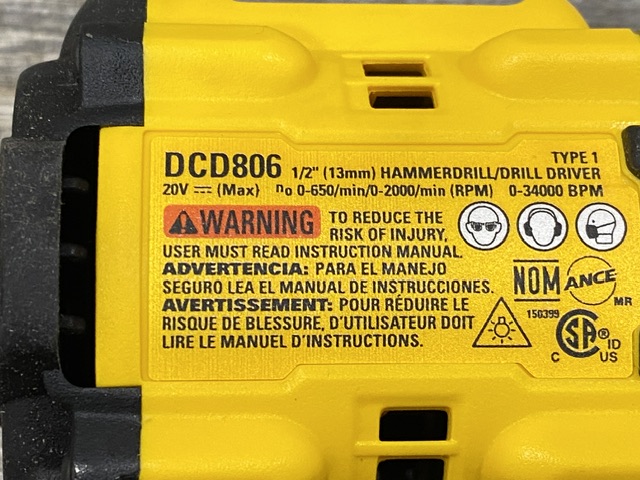 TYPE 1
DCD806 1/2" (13mm) HAMMERDRILL/DRILL DRIVER
20V ⎓ (Max) no 0-650/min/0-2000/min (RPM) 0-34000 BPM
WARNING TO REDUCE THE
RISK OF INJURY,
USER MUST READ INSTRUCTION MANUAL.
ADVERTENCIA: PARA EL MANEJO
SEGURO LEA EL MANUAL DE INSTRUCCIONES.
AVERTISSEMENT: POUR RÉDUIRE LE
RISQUE DE BLESSURE, D'UTILISATEUR DOIT
LIRE LE MANUEL D'INSTRUCTIONS.
NOM ANCE
MR
150399
CSA®
ID
C US